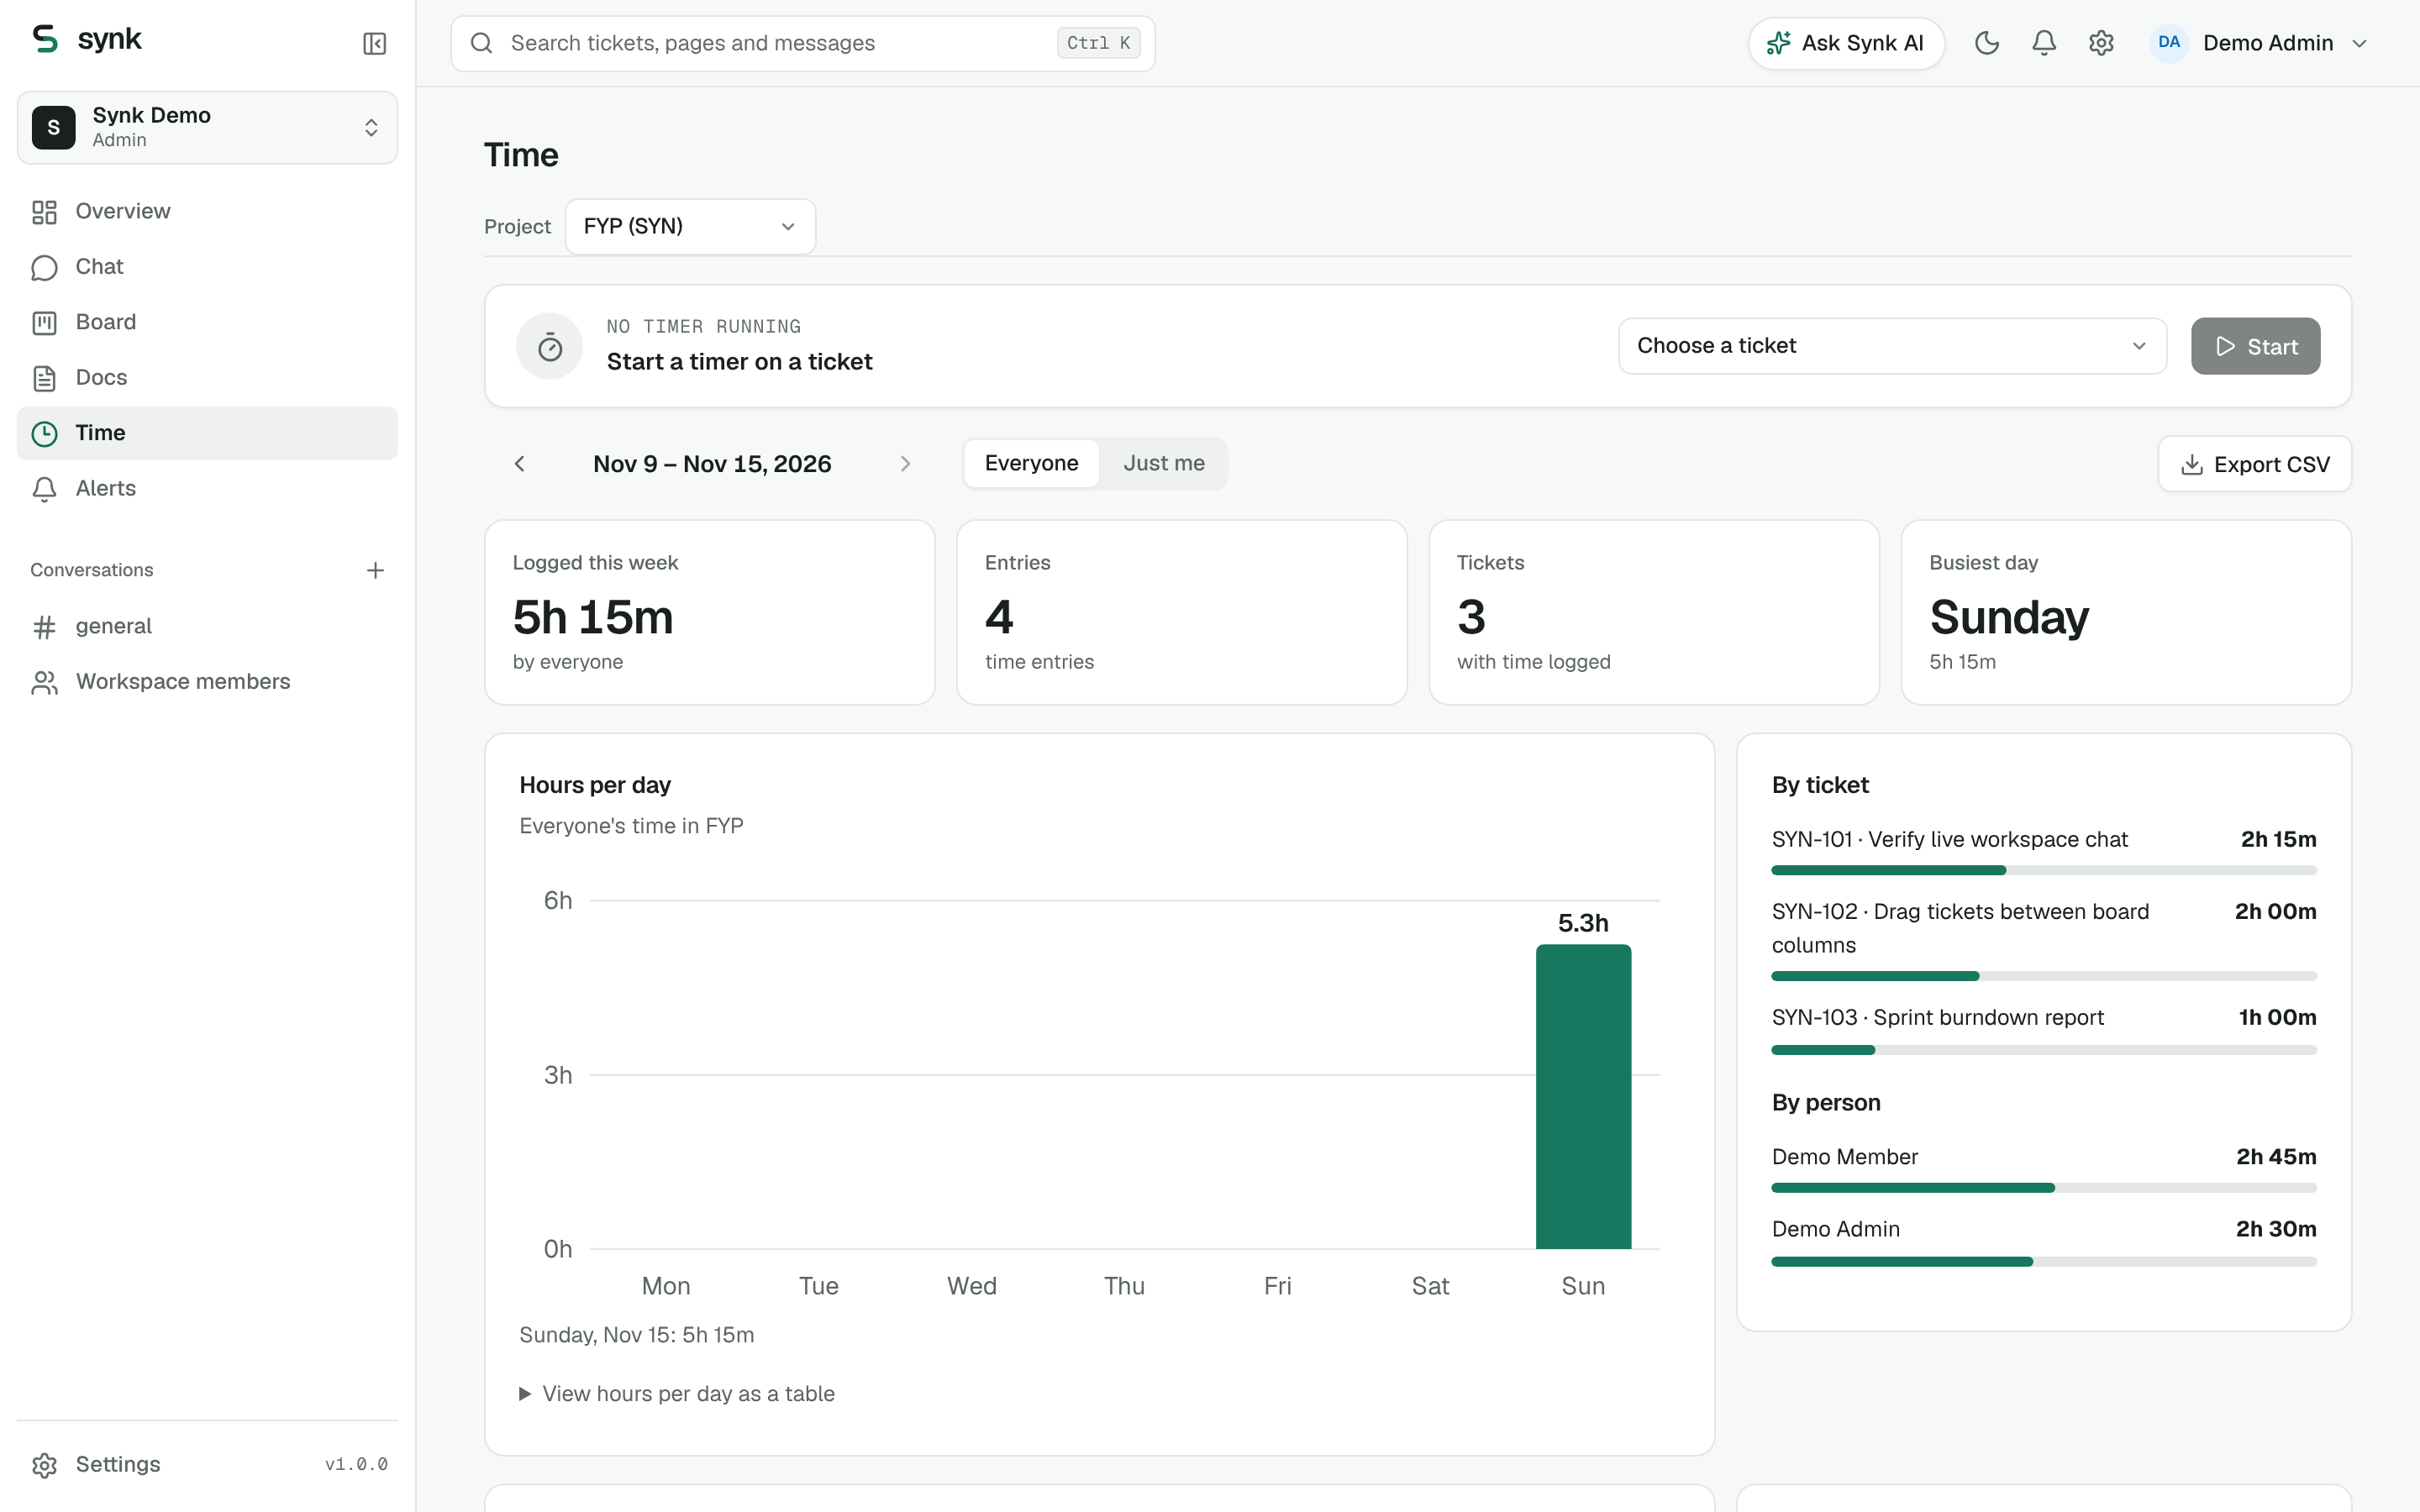 synk
Synk Demo
Admin
S
Overview
Chat
Board
Docs
Time
Alerts
Conversations
general
Workspace members
Settings
v1.0.0
Search tickets, pages and messages
Ctrl K
Ask Synk AI
DA
Demo Admin
Time
Project
FYP (SYN)
NO TIMER RUNNING
Start a timer on a ticket
Choose a ticket
Start
Nov 9 – Nov 15, 2026
Everyone
Just me
Export CSV
Logged this week
5h 15m
by everyone
Entries
4
time entries
Tickets
3
with time logged
Busiest day
Sunday
5h 15m
Hours per day
Everyone's time in FYP
6h
5.3h
3h
0h
Mon
Tue
Wed
Thu
Fri
Sat
Sun
Sunday, Nov 15: 5h 15m
View hours per day as a table
By ticket
SYN-101 · Verify live workspace chat
2h 15m
SYN-102 · Drag tickets between board
columns
2h 00m
SYN-103 · Sprint burndown report
1h 00m
By person
Demo Member
2h 45m
Demo Admin
2h 30m